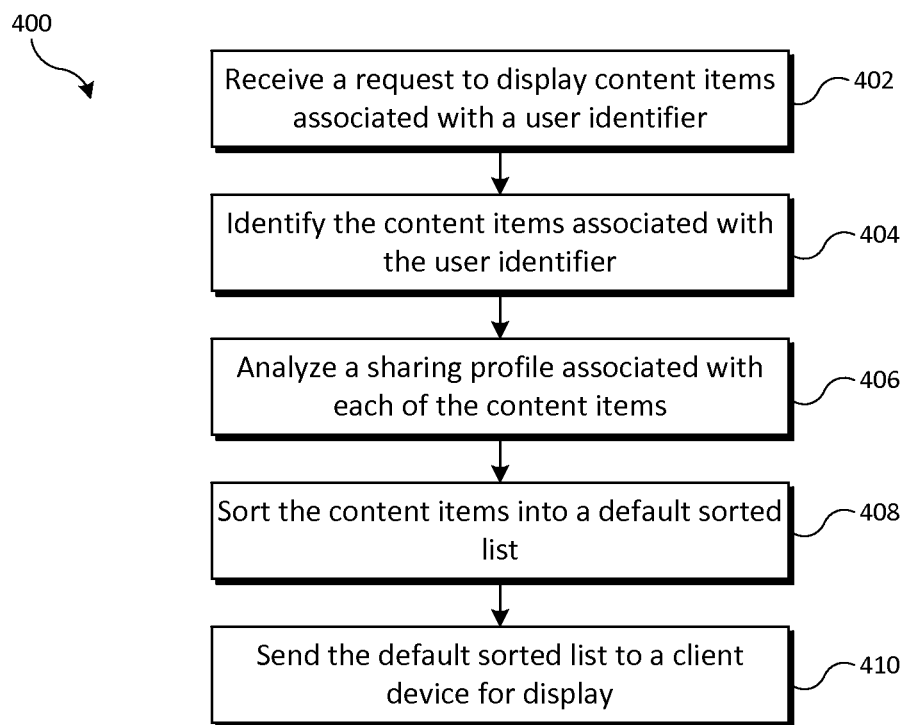 400
Receive a request to display content items
associated with a user identifier
402
Identify the content items associated with
the user identifier
404
Analyze a sharing profile associated with
each of the content items
406
Sort the content items into a default sorted
list
408
Send the default sorted list to a client
device for display
410